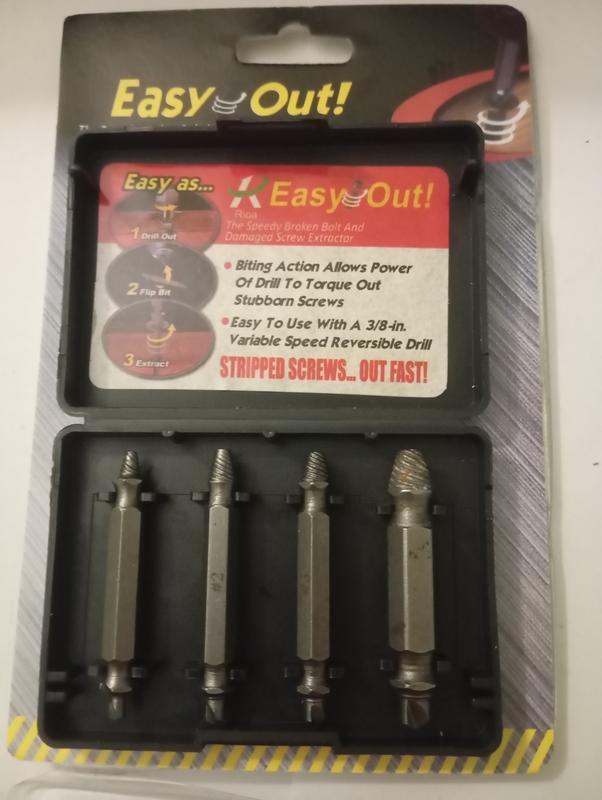 Easy Out!
Easy as...
1 Drill Out
2 Flip Bit
3 Extract
Easy Out!
Rioa
The Speedy Broken Bolt And
Damaged Screw Extractor
Biting Action Allows Power
Of Drill To Torque Out
Stubborn Screws
Easy To Use With A 3/8-in.
Variable Speed Reversible Drill
STRIPPED SCREWS... OUT FAST!
#2